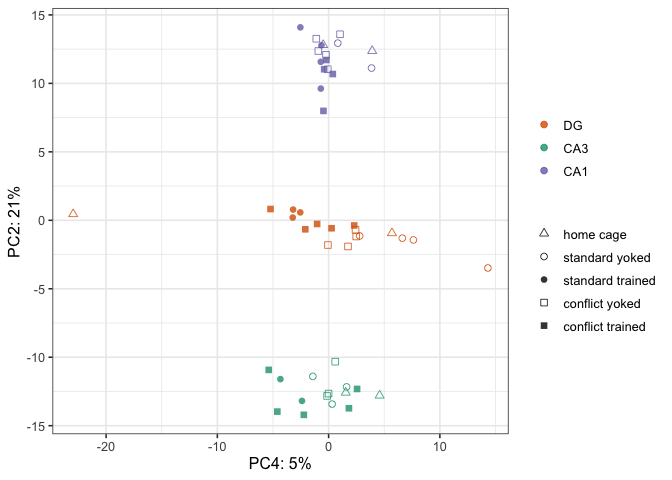 15
10
5
0
-5
-10
-15
PC2: 21%
-20
-10
0
10
PC4: 5%
DG
CA3
CA1
home cage
standard yoked
standard trained
conflict yoked
conflict trained